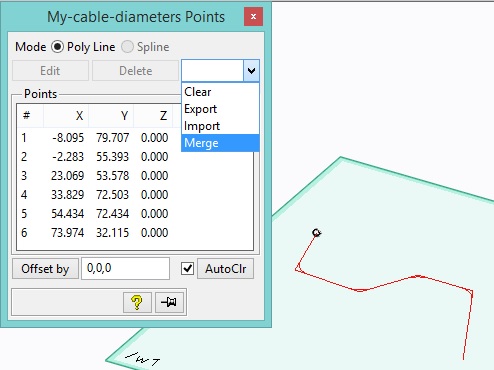 My-cable-diameters Points
x
Mode Poly Line Spline
Edit Delete
Clear
Export
Import
Merge
Points
# X Y Z
1 -8.095 79.707 0.000
2 -2.283 55.393 0.000
3 23.069 53.578 0.000
4 33.829 72.503 0.000
5 54.434 72.434 0.000
6 73.974 32.115 0.000
Offset by 0,0,0 AutoClr
?